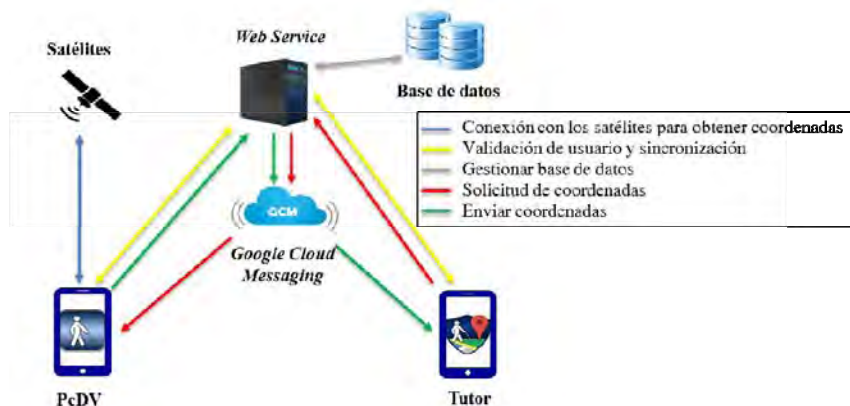 Web Service
Satélites
Base de datos
Conexión con los satélites para obtener coordenadas
Validación de usuario y sincronización
Gestionar base de datos
Solicitud de coordenadas
Enviar coordenadas
GCM
Google Cloud
Messaging
PcDV
Tutor